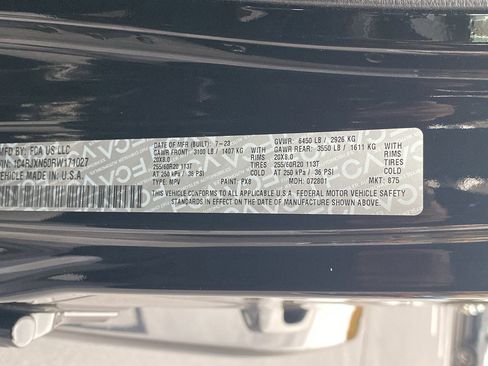 MFD BY: FCA US LLC
VIN: 1C4RJXN50RW171027
VEHICLE MADE IN: U.S.A.
DATE OF MFR (BUILT): 7-23
GAWR FRONT 3100 LB / 1407 KG WITH
20X8.0 RIMS
255/60R20 113T TIRES
AT 250 kPa / 36 PSI COLD
TYPE: MPV PAINT: PX8
GVWR: 6450 LB / 2926 KG
GAWR REAR: 3550 LB / 1611 KG WITH
20X8.0 RIMS
255/60R20 113T TIRES
AT 250 kPa / 36 PSI COLD
MDH: 072801 MKT: 875
THIS VEHICLE CONFORMS TO ALL APPLICABLE U.S.A. FEDERAL MOTOR VEHICLE SAFETY
STANDARDS IN EFFECT ON THE DATE OF MANUFACTURE SHOWN ABOVE.